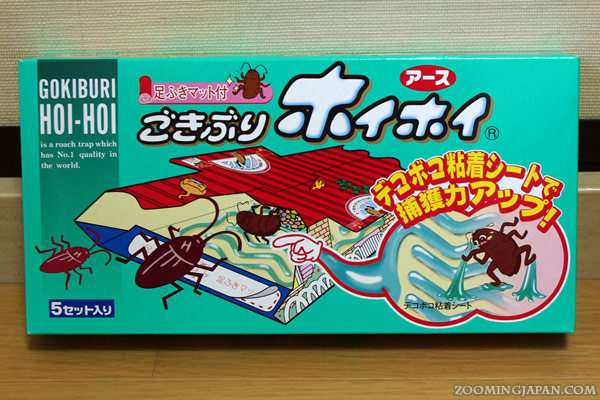 GOKIBURI
HOI-HOI
is a roach trap which
has No.1 quality in
the world.
足ふきマット付
アース
ごきぶり ホイホイ®
デコボコ粘着シートで
捕獲力アップ!
足ふきマッ
デコボコ粘着シート
5セット入り
ZOOMINGJAPAN.COM